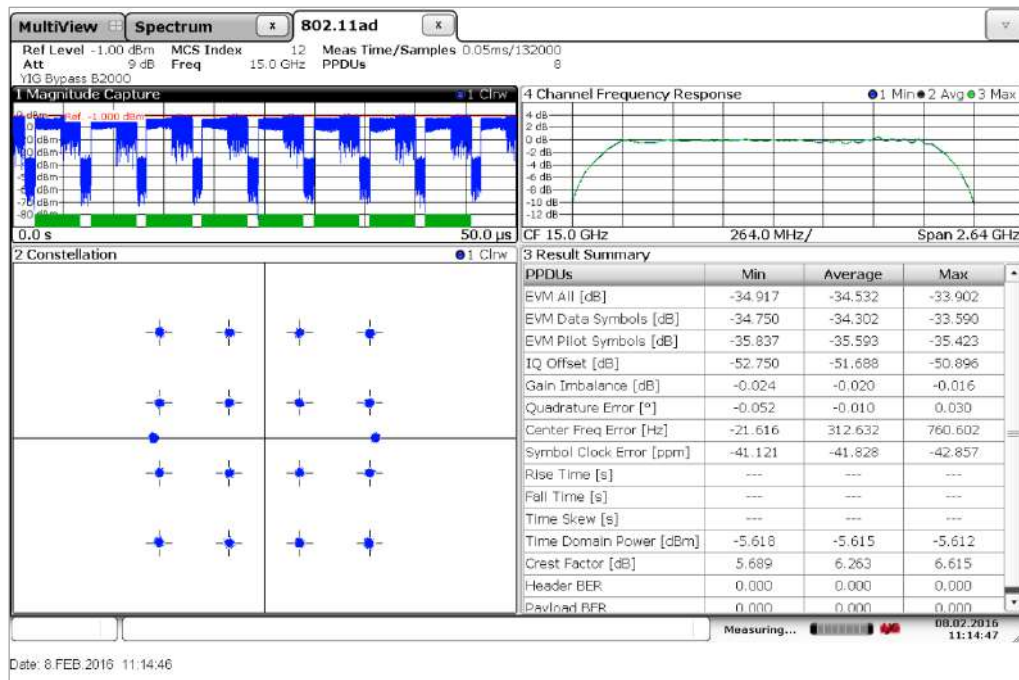 MultiView Spectrum x 802.11ad x
Ref Level -1.00 dBm MCS Index 12 Meas Time/Samples 0.05ms/132000
Att 9 dB Freq 15.0 GHz PPDUs 8
YIG Bypass B2000
1 Magnitude Capture 1 Clrw
Ref -1.000 dBm
0.0 s 50.0 µs
4 Channel Frequency Response 1 Min 2 Avg 3 Max
4 dB
2 dB
0 dB
-2 dB
-4 dB
-6 dB
-8 dB
-10 dB
-12 dB
CF 15.0 GHz 264.0 MHz/ Span 2.64 GHz
2 Constellation 1 Clrw
3 Result Summary
PPDUs Min Average Max
EVM All [dB] -34.917 -34.532 -33.902
EVM Data Symbols [dB] -34.750 -34.302 -33.590
EVM Pilot Symbols [dB] -35.837 -35.593 -35.423
IQ Offset [dB] -52.750 -51.688 -50.896
Gain Imbalance [dB] -0.024 -0.020 -0.016
Quadrature Error [°] -0.052 -0.010 0.030
Center Freq Error [Hz] -21.616 312.632 760.602
Symbol Clock Error [ppm] -41.121 -41.828 -42.857
Rise Time [s] --- --- ---
Fall Time [s] --- --- ---
Time Skew [s] --- --- ---
Time Domain Power [dBm] -5.618 -5.615 -5.612
Crest Factor [dB] 5.689 6.263 6.615
Header BER 0.000 0.000 0.000
Payload BER 0.000 0.000 0.000
Measuring... 08.02.2016
11:14:47
Date: 8.FEB.2016 11:14:46